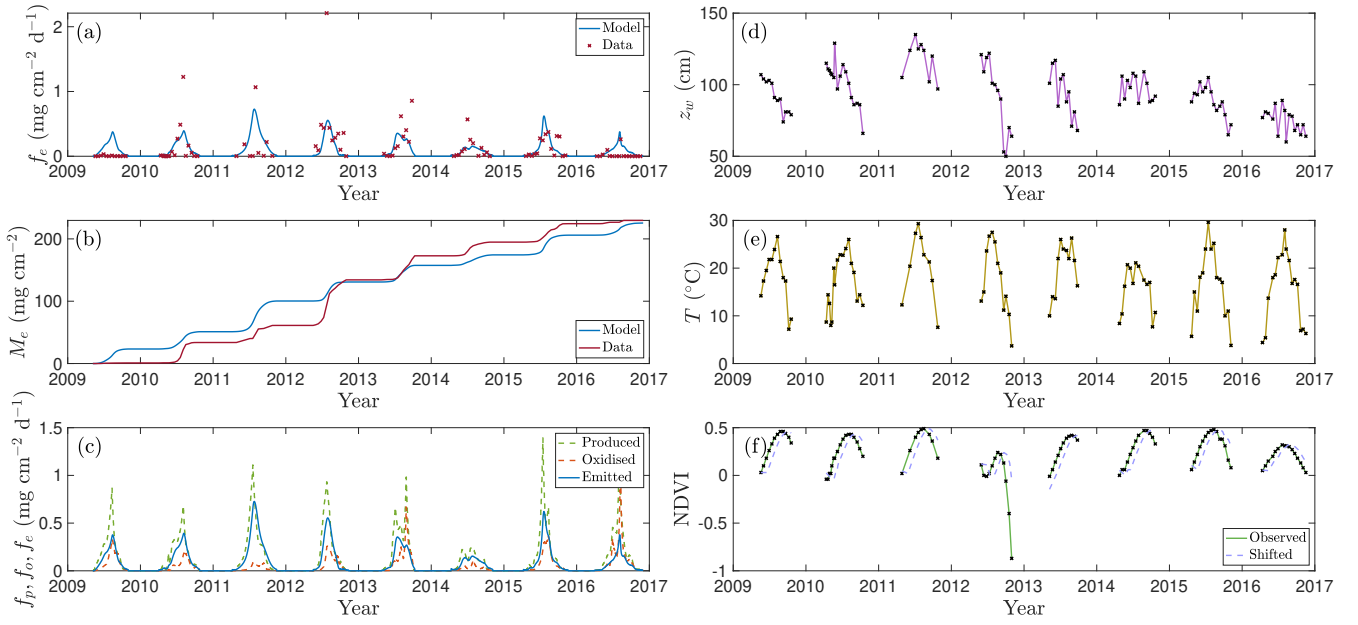 (a)
f_e (mg cm⁻² d⁻¹)
2
1
0
Model
Data
2009 2010 2011 2012 2013 2014 2015 2016 2017
Year
(b)
M_e (mg cm⁻²)
200
100
0
Model
Data
2009 2010 2011 2012 2013 2014 2015 2016 2017
Year
(c)
f_p, f_o, f_e (mg cm⁻² d⁻¹)
1.5
1
0.5
0
Produced
Oxidised
Emitted
2009 2010 2011 2012 2013 2014 2015 2016 2017
Year
(d)
z_w (cm)
150
100
50
2009 2010 2011 2012 2013 2014 2015 2016 2017
Year
(e)
T (°C)
30
20
10
0
2009 2010 2011 2012 2013 2014 2015 2016 2017
Year
(f)
NDVI
0.5
0
-0.5
-1
Observed
Shifted
2009 2010 2011 2012 2013 2014 2015 2016 2017
Year